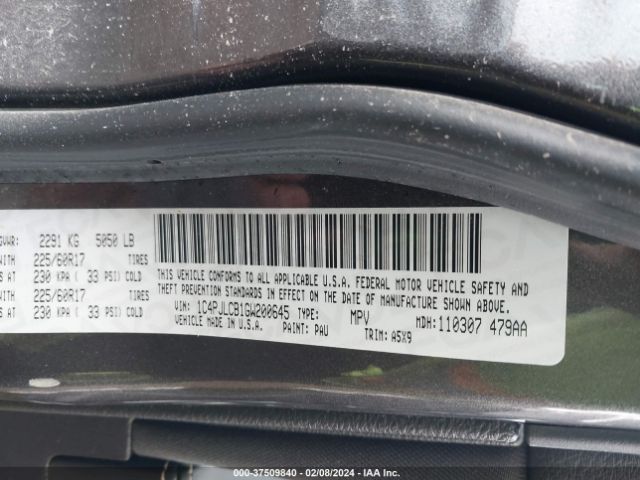 GVWR: 2291 KG 5050 LB
WITH 225/60R17 TIRES
S AT 230 KPA ( 33 PSI) COLD
WITH 225/60R17 TIRES
S AT 230 KPA ( 33 PSI) COLD
THIS VEHICLE CONFORMS TO ALL APPLICABLE U.S.A. FEDERAL MOTOR VEHICLE SAFETY AND
THEFT PREVENTION STANDARDS IN EFFECT ON THE DATE OF MANUFACTURE SHOWN ABOVE.
VIN: 1C4PJLCB1GW200645 TYPE: MPV MDH: 110307 479AA
VEHICLE MADE IN U.S.A. PAINT: PAU TRIM: A5X9
000-37509840 - 02/08/2024 - IAA Inc.